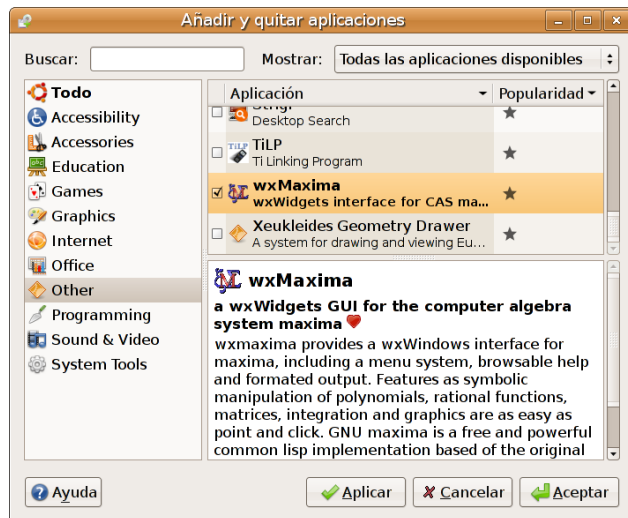 Añadir y quitar aplicaciones
Buscar:
Mostrar: Todas las aplicaciones disponibles
Todo
Accessibility
Accessories
Education
Games
Graphics
Internet
Office
Other
Programming
Sound & Video
System Tools
Aplicación Popularidad
Strigi
Desktop Search
TiLP
Ti Linking Program
wxMaxima
wxWidgets interface for CAS ma...
Xeukleides Geometry Drawer
A system for drawing and viewing Eu...
wxMaxima
a wxWidgets GUI for the computer algebra
system maxima
wxmaxima provides a wxWindows interface for
maxima, including a menu system, browsable help
and formated output. Features as symbolic
manipulation of polynomials, rational functions,
matrices, integration and graphics are as easy as
point and click. GNU maxima is a free and powerful
common lisp implementation based of the original
Ayuda Aplicar Cancelar Aceptar